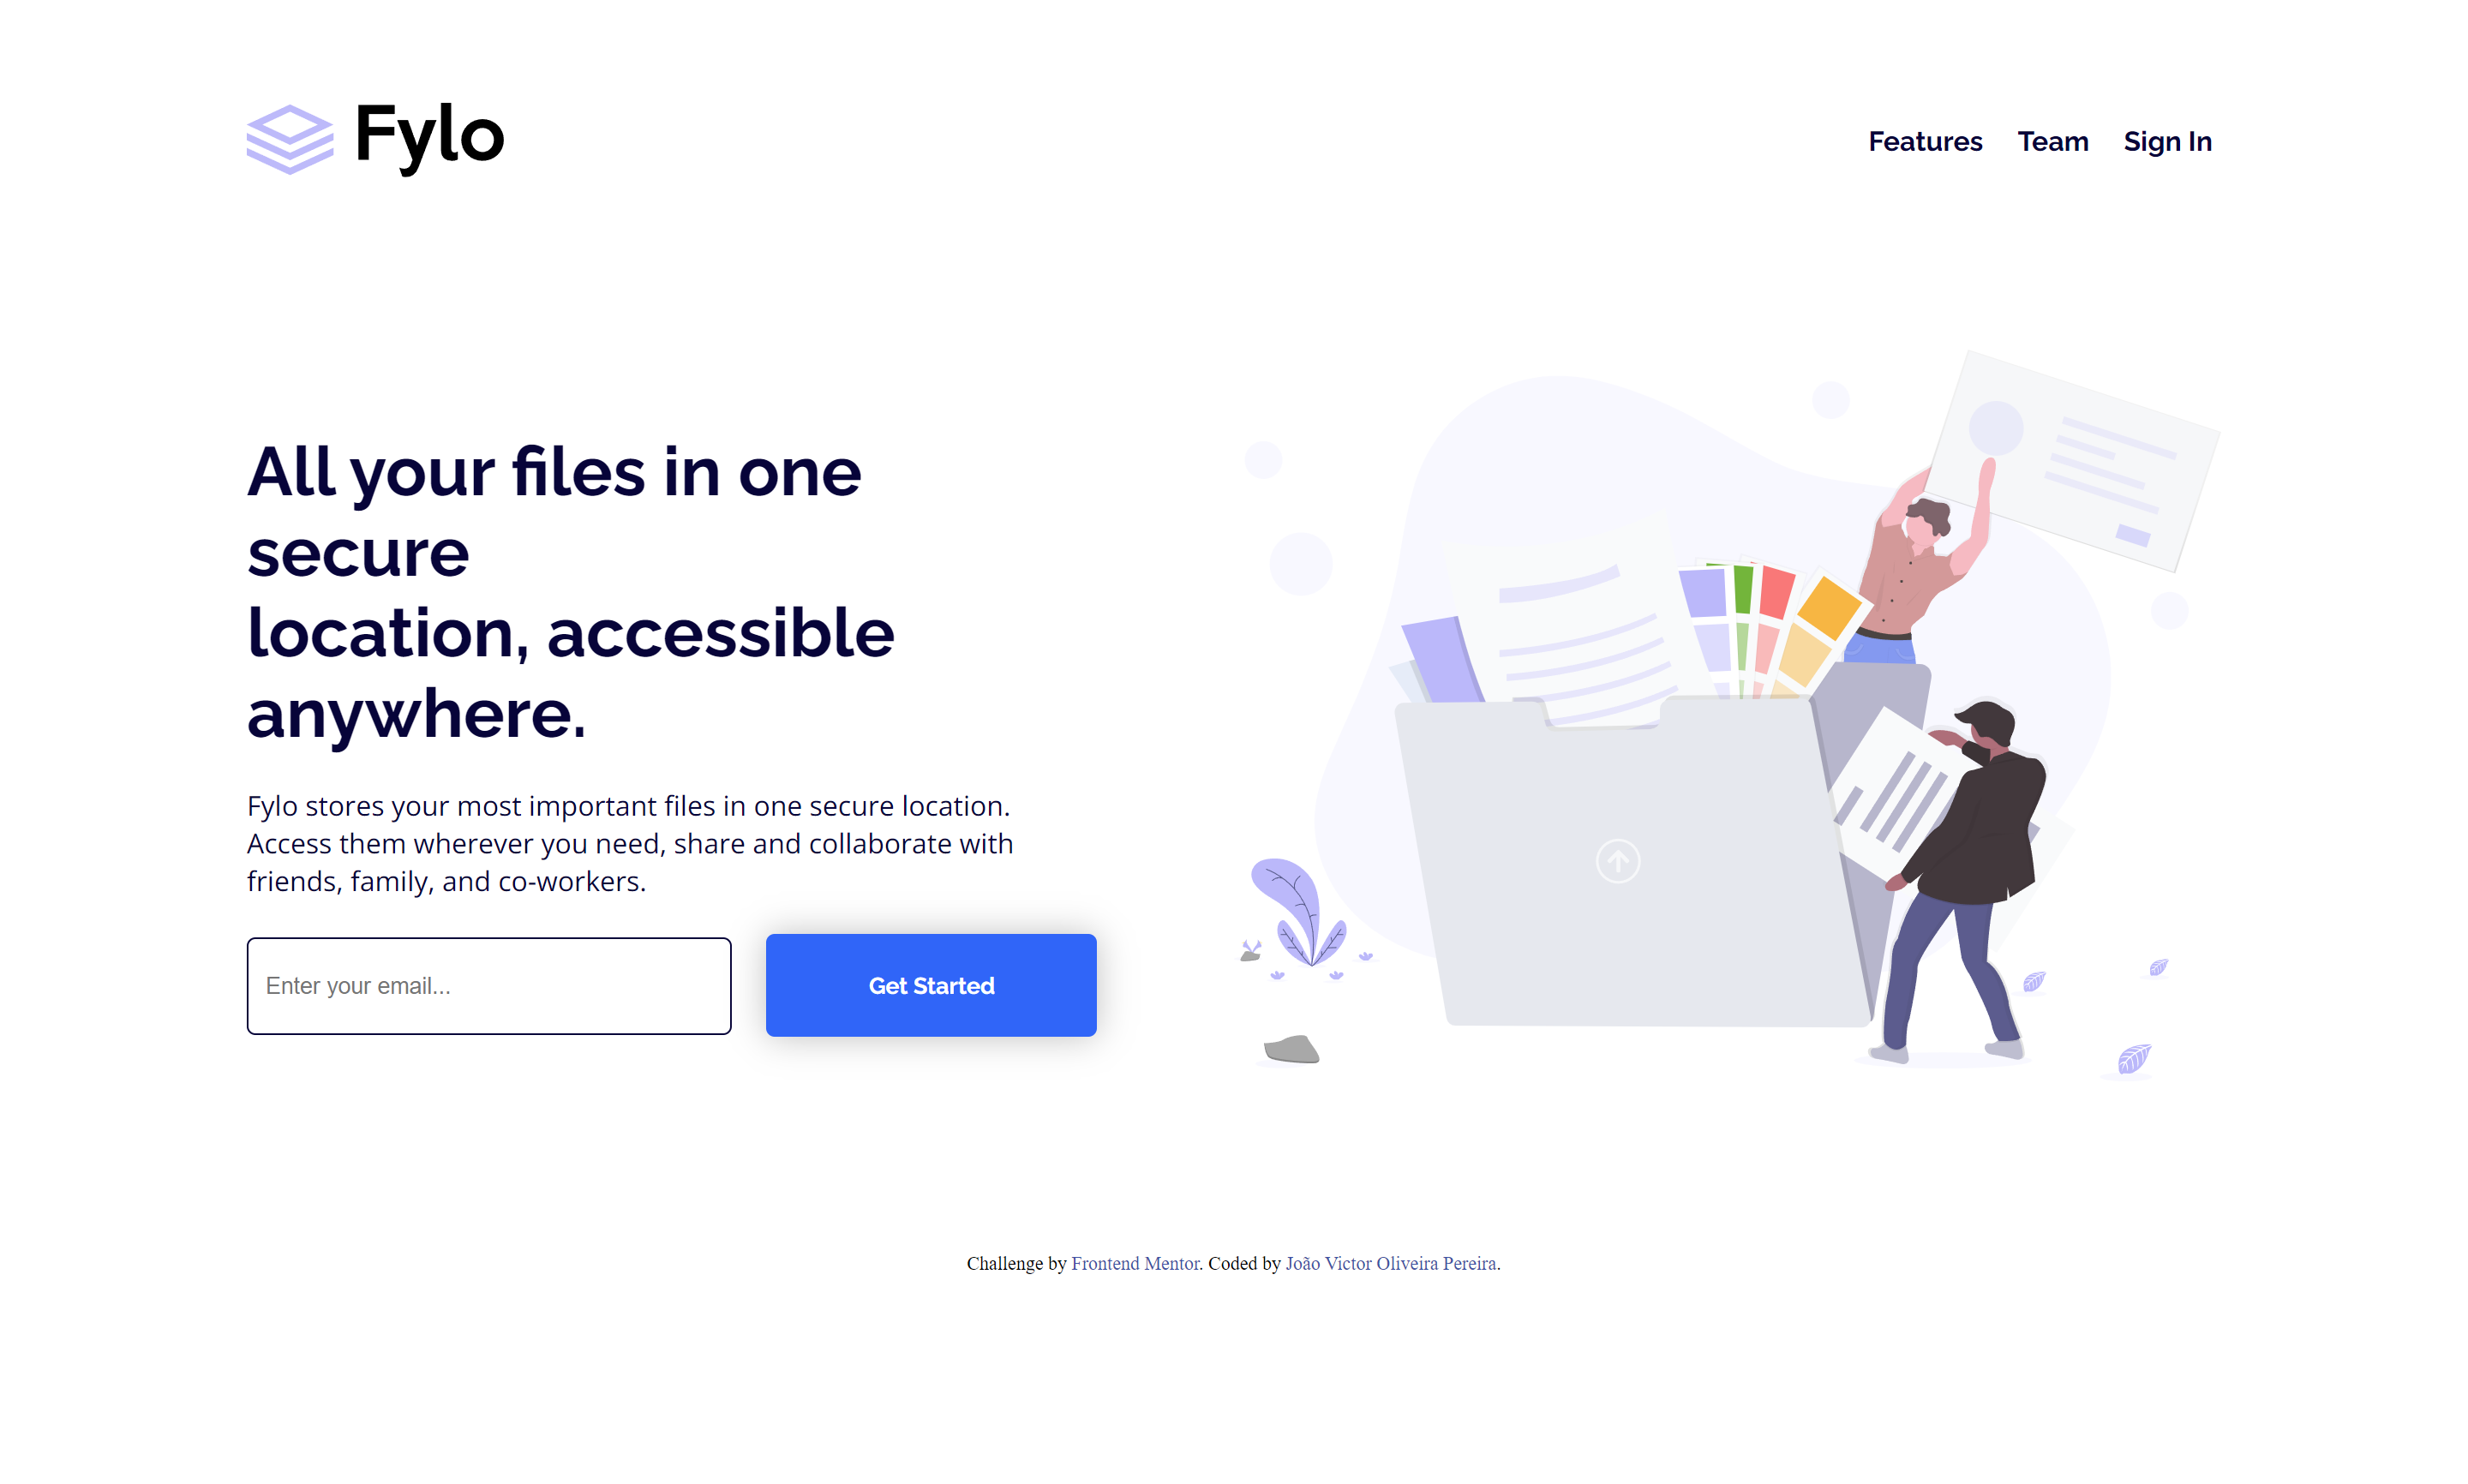 Fylo
Features Team Sign In
All your files in one
secure
location, accessible
anywhere.
Fylo stores your most important files in one secure location.
Access them wherever you need, share and collaborate with
friends, family, and co-workers.
Enter your email...
Get Started
Challenge by Frontend Mentor. Coded by João Victor Oliveira Pereira.